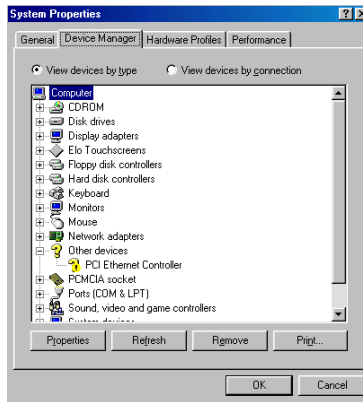 System Properties
General
Device Manager
Hardware Profiles
Performance
View devices by type
View devices by connection
Computer
CDROM
Disk drives
Display adapters
Elo Touchscreens
Floppy disk controllers
Hard disk controllers
Keyboard
Monitors
Mouse
Network adapters
Other devices
PCI Ethernet Controller
PCMCIA socket
Ports (COM & LPT)
Sound, video and game controllers
System devices
Properties
Refresh
Remove
Print...
OK
Cancel